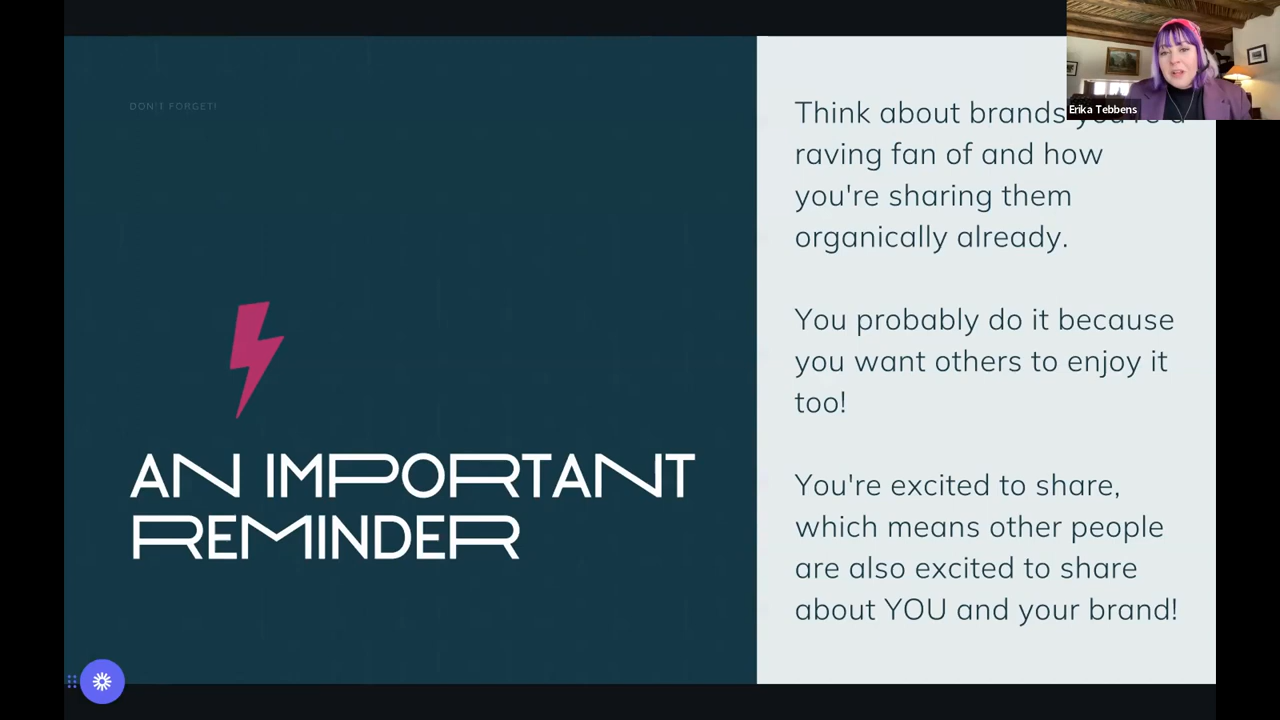 DON'T FORGET!
AN IMPORTANT
REMINDER
Think about brands you're a
raving fan of and how
you're sharing them
organically already.
You probably do it because
you want others to enjoy it
too!
You're excited to share,
which means other people
are also excited to share
about YOU and your brand!
Erika Tebbens